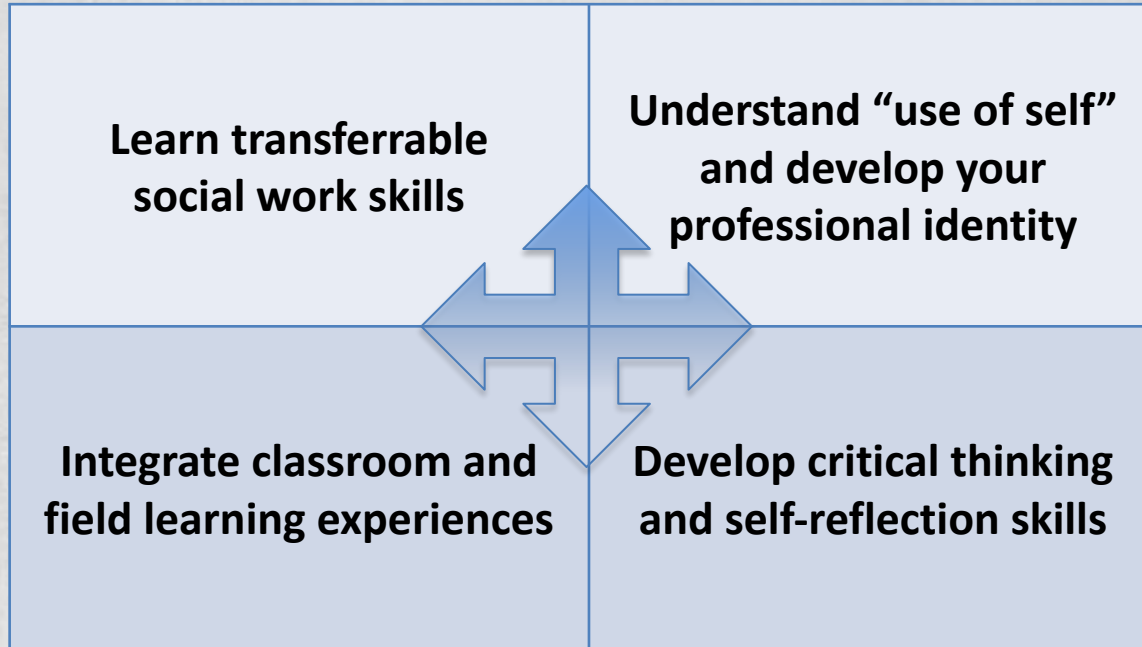 Learn transferrable
social work skills
Understand “use of self”
and develop your
professional identity
Integrate classroom and
field learning experiences
Develop critical thinking
and self-reflection skills